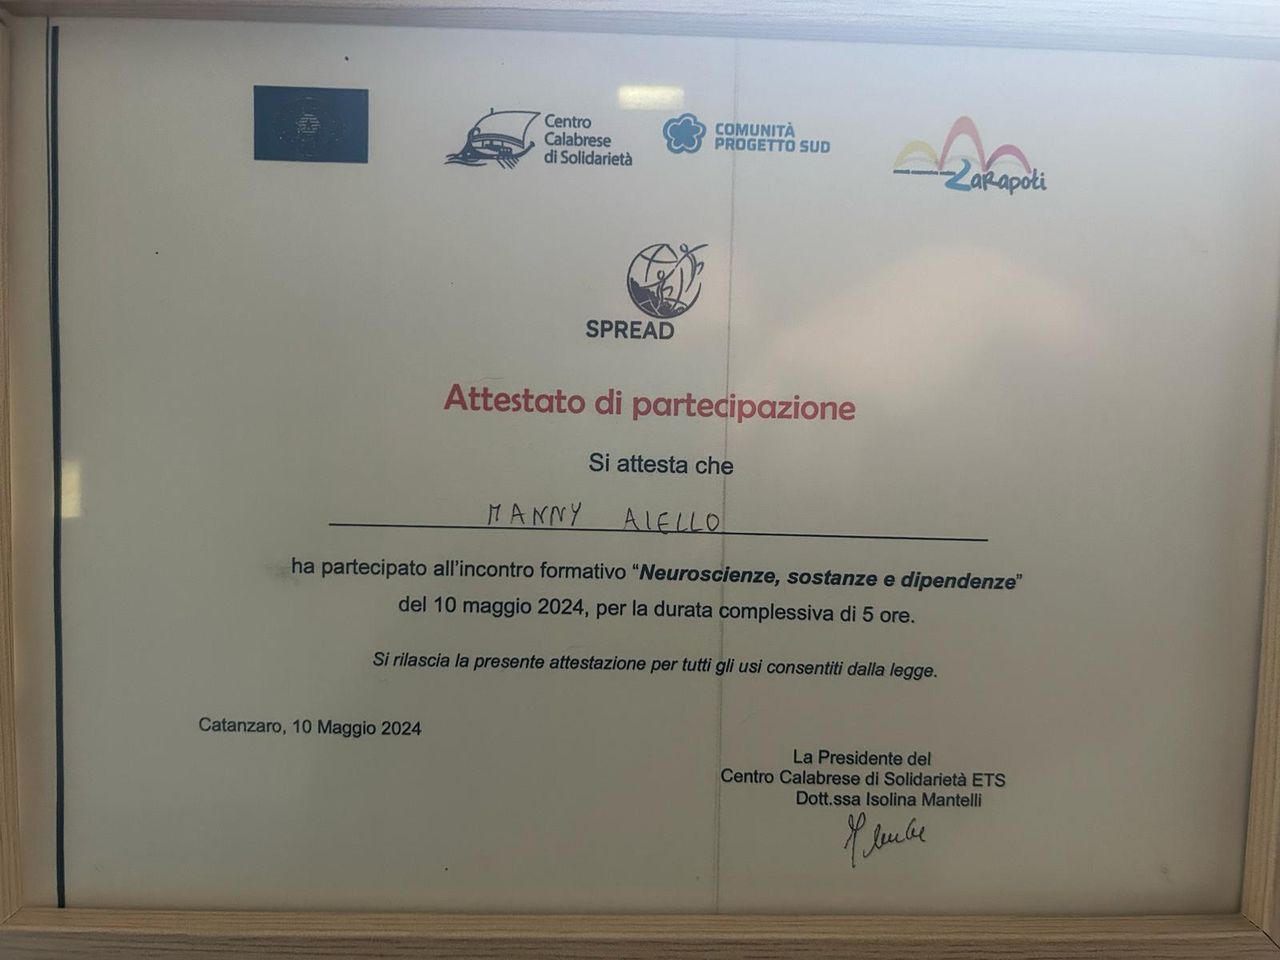 Centro
Calabrese
di Solidarietà
COMUNITÀ
PROGETTO SUD
Zarapoti
SPREAD
Attestato di partecipazione
Si attesta che
MANNY AIELLO
ha partecipato all'incontro formativo “Neuroscienze, sostanze e dipendenze”
del 10 maggio 2024, per la durata complessiva di 5 ore.
Si rilascia la presente attestazione per tutti gli usi consentiti dalla legge.
Catanzaro, 10 Maggio 2024
La Presidente del
Centro Calabrese di Solidarietà ETS
Dott.ssa Isolina Mantelli